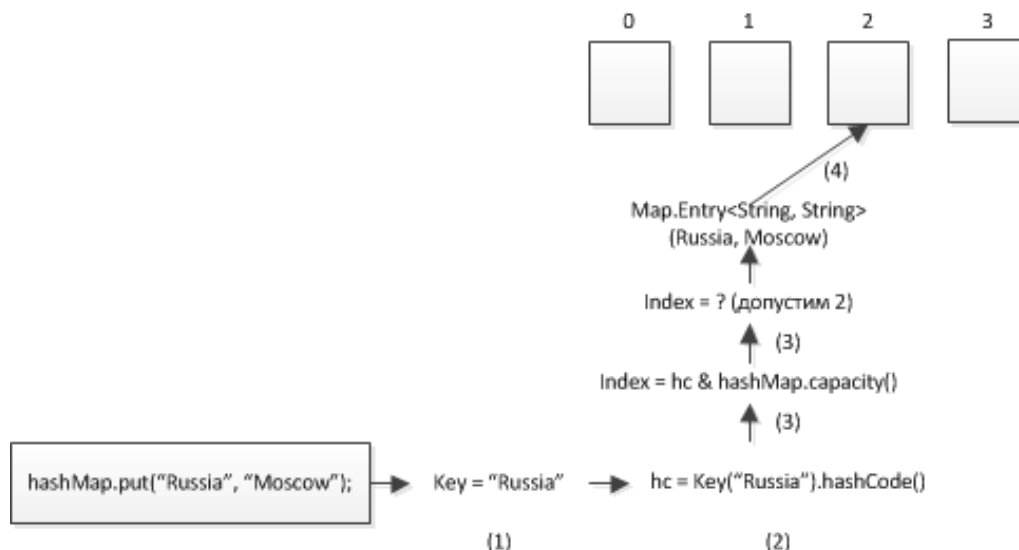 0 1 2 3
(4)
Map.Entry<String, String>
(Russia, Moscow)
Index = ? (допустим 2)
(3)
Index = hc & hashMap.capacity()
(3)
hashMap.put(“Russia”, “Moscow”); Key = “Russia” hc = Key(“Russia”).hashCode()
(1) (2)